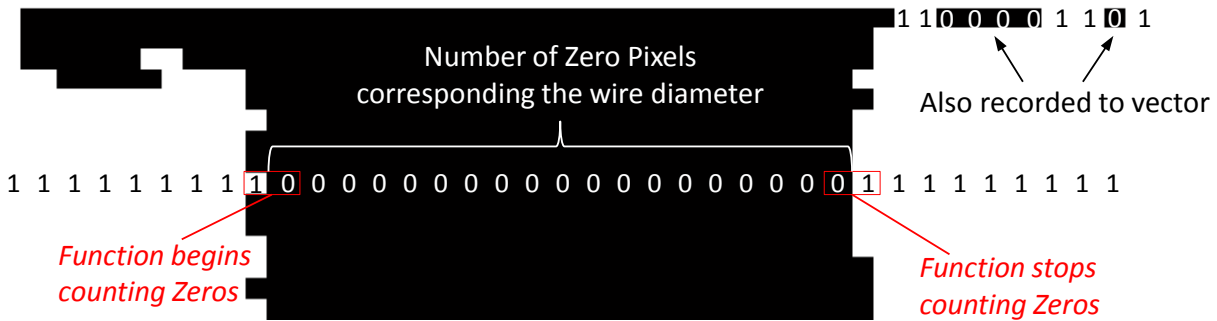 1 1 0 0 0 0 1 1 0 1
Number of Zero Pixels
corresponding the wire diameter
Also recorded to vector
1 1 1 1 1 1 1 1 1 0 0 0 0 0 0 0 0 0 0 0 0 0 0 0 0 0 0 0 1 1 1 1 1 1 1 1 1
Function begins
counting Zeros
Function stops
counting Zeros